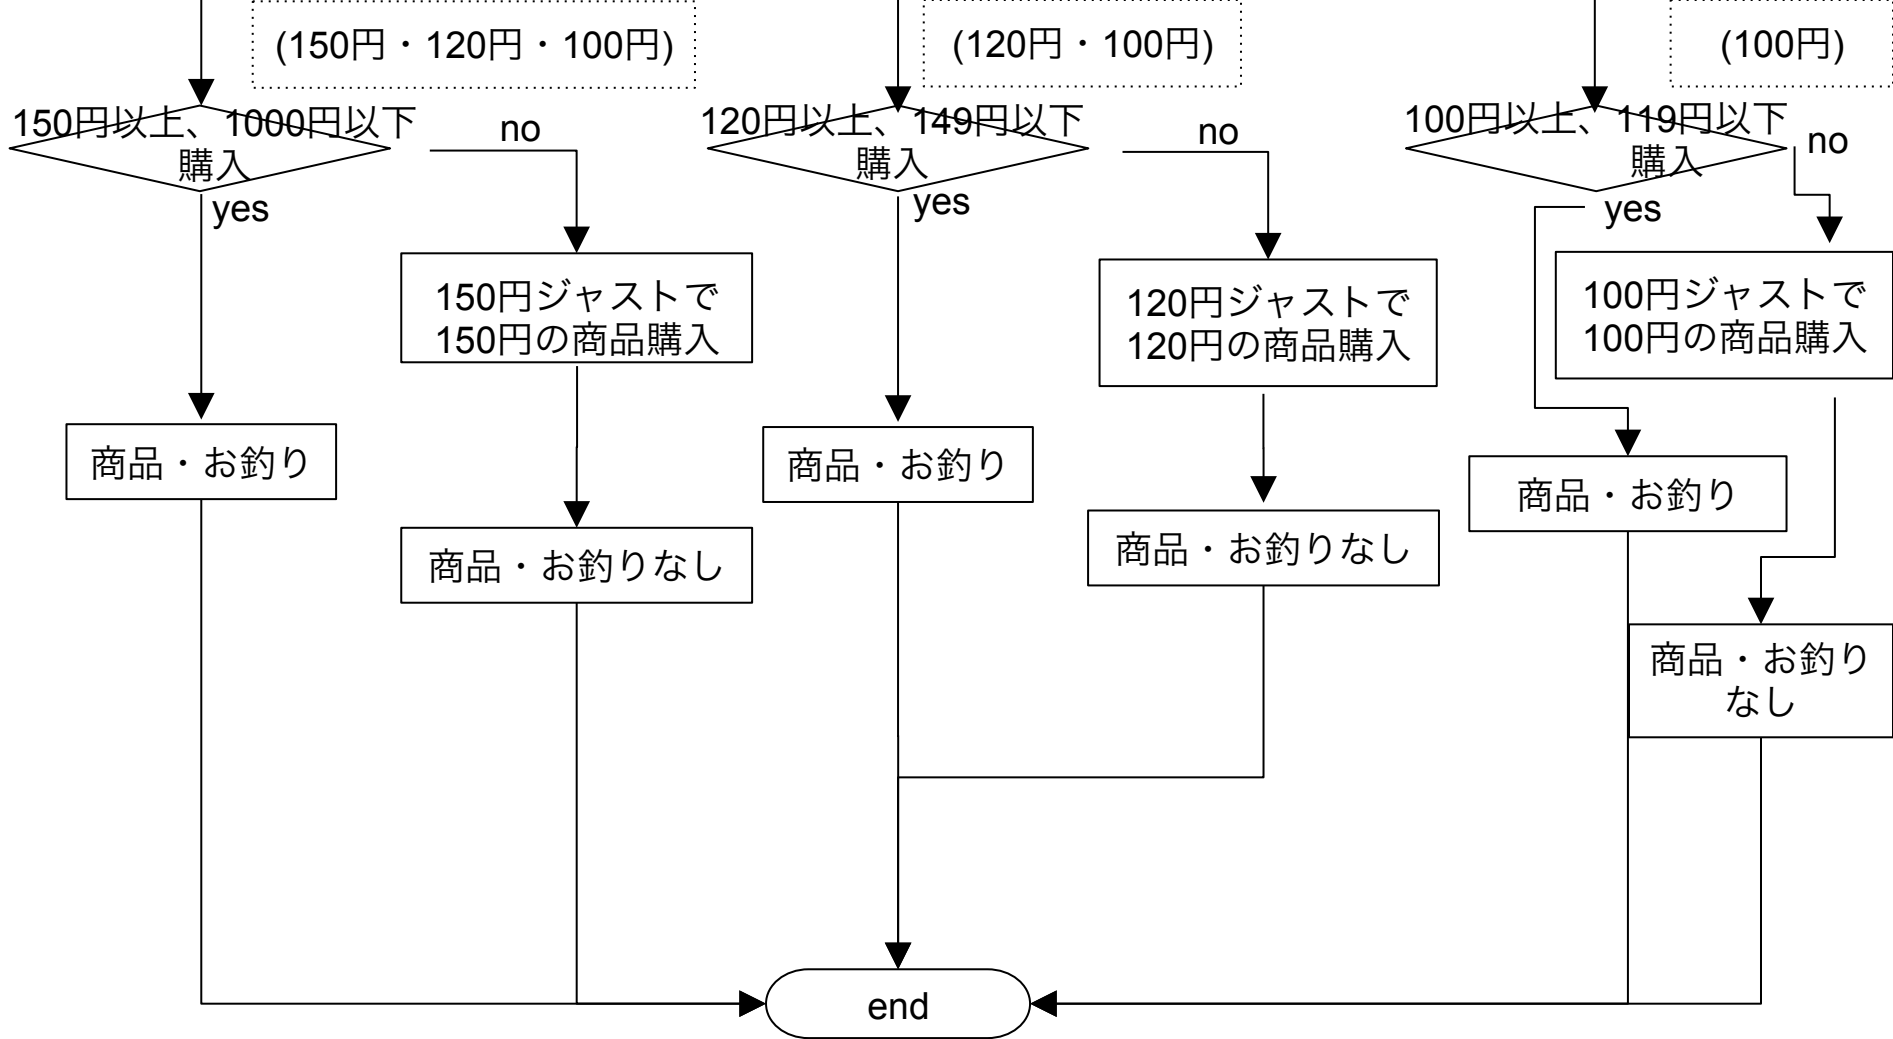 (150円・120円・100円)
(120円・100円)
(100円)
150円以上、1000円以下
購入
no
yes
120円以上、149円以下
購入
no
yes
100円以上、119円以下
購入
no
yes
150円ジャストで
150円の商品購入
120円ジャストで
120円の商品購入
100円ジャストで
100円の商品購入
商品・お釣り
商品・お釣り
商品・お釣り
商品・お釣りなし
商品・お釣りなし
商品・お釣り
なし
end